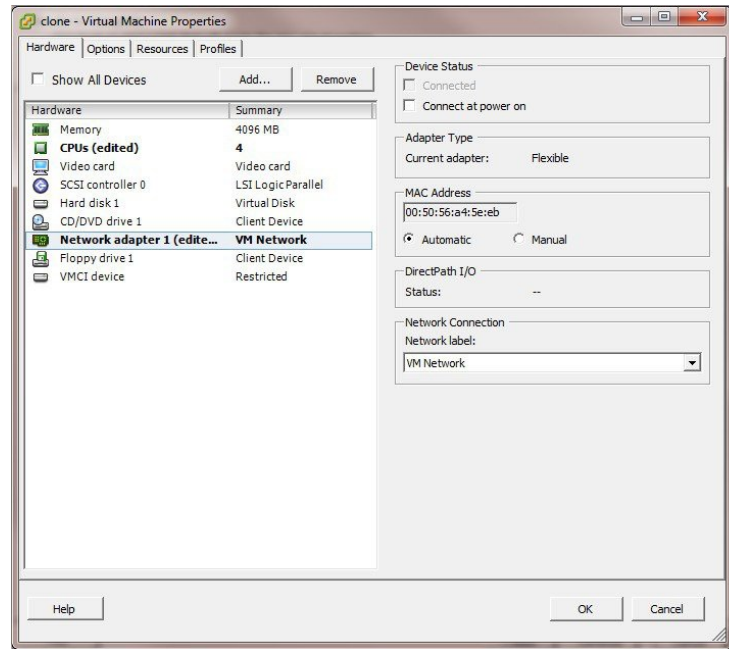 clone - Virtual Machine Properties
Hardware Options Resources Profiles
Show All Devices Add... Remove
Hardware Summary
Memory 4096 MB
CPUs (edited) 4
Video card Video card
SCSI controller 0 LSI Logic Parallel
Hard disk 1 Virtual Disk
CD/DVD drive 1 Client Device
Network adapter 1 (edite... VM Network
Floppy drive 1 Client Device
VMCI device Restricted
Device Status
Connected
Connect at power on
Adapter Type
Current adapter: Flexible
MAC Address
00:50:56:a4:5e:eb
Automatic Manual
DirectPath I/O
Status: --
Network Connection
Network label:
VM Network
Help OK Cancel